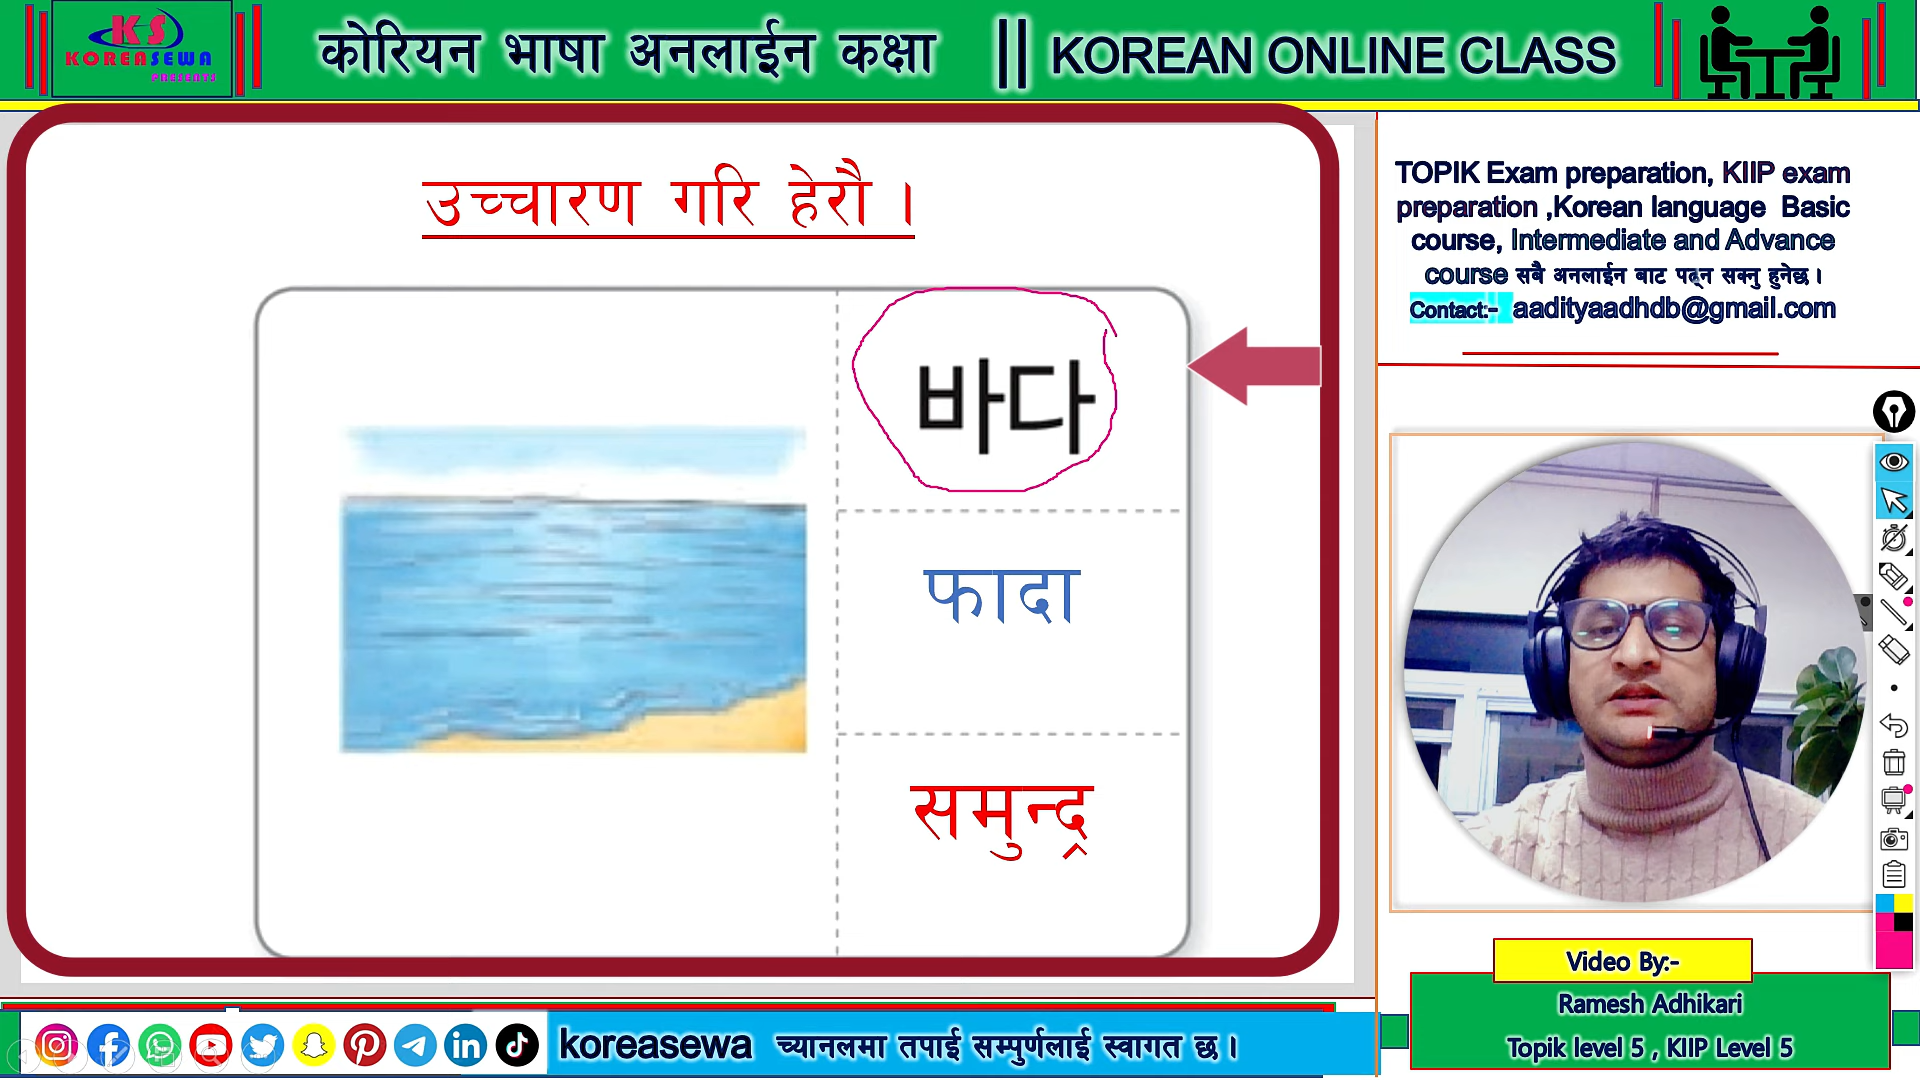 KS
KOREASEWA
PRESENTS
कोरियन भाषा अनलाईन कक्षा || KOREAN ONLINE CLASS
उच्चारण गरि हेरौ ।
바다
फादा
समुन्द्र
TOPIK Exam preparation, KIIP exam
preparation ,Korean language Basic
course, Intermediate and Advance
course सबै अनलाईन बाट पढ्न सक्नु हुनेछ ।
Contact:- aadityaadhdb@gmail.com
Video By:-
Ramesh Adhikari
Topik level 5 , KIIP Level 5
koreasewa च्यानलमा तपाई सम्पुर्णलाई स्वागत छ ।